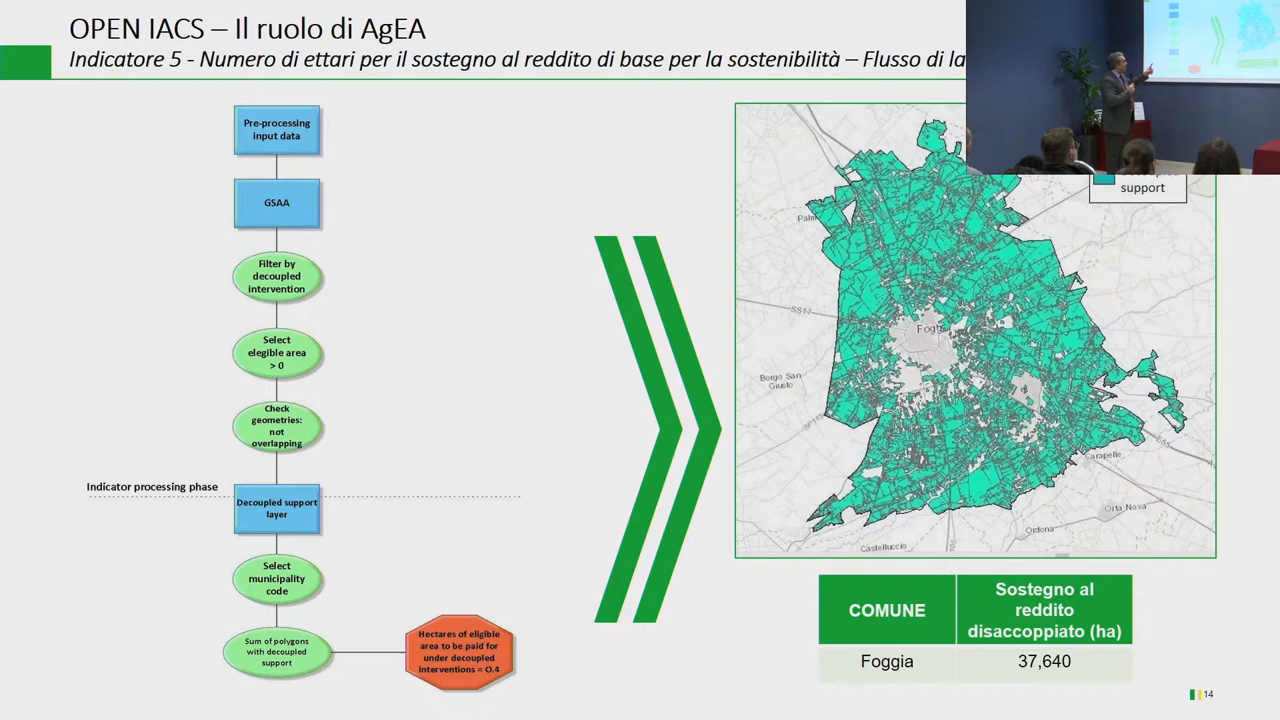 OPEN IACS – Il ruolo di AgEA
Indicatore 5 - Numero di ettari per il sostegno al reddito di base per la sostenibilità – Flusso di la
Pre-processing
input data
GSAA
Filter by
decoupled
intervention
Select
elegible area
> 0
Check
geometries:
not
overlapping
Indicator processing phase
Decoupled support
layer
Select
municipality
code
Sum of polygons
with decoupled
support
Hectares of eligible
area to be paid for
under decoupled
interventions = O.4
support
SS17
Borgo San
Giusto
Carapelle
Orta Nova
Ordona
Castelluccio
COMUNE
Sostegno al
reddito
disaccoppiato (ha)
Foggia
37,640
14